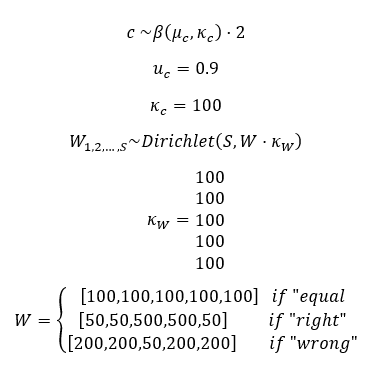 c ~β(μ_c, κ_c) · 2
u_c = 0.9
κ_c = 100
W_{1,2,…,S}~Dirichlet(S, W · κ_W)
100
100
κ_W = 100
100
100
W = { [100,100,100,100,100] if "equal
[50,50,500,500,50] if "right"
[200,200,50,200,200] if "wrong"